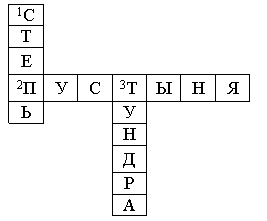 ¹С
Т
Е
²П У С ³Т Ы Н Я
Ь У
Н
Д
Р
А